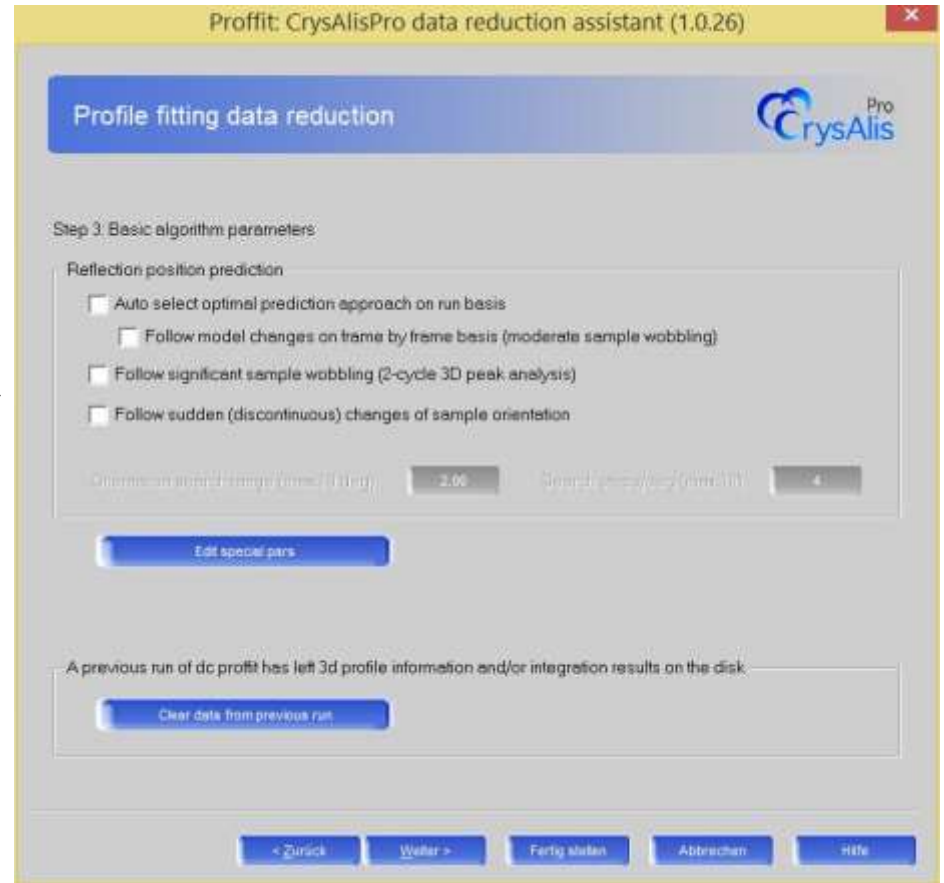 Proffit: CrysAlisPro data reduction assistant (1.0.26)
Profile fitting data reduction
CrysAlis Pro
Step 3: Basic algorithm parameters
Reflection position prediction
Auto select optimal prediction approach on run basis
Follow model changes on frame by frame basis (moderate sample wobbling)
Follow significant sample wobbling (2-cycle 3D peak analysis)
Follow sudden (discontinuous) changes of sample orientation
2.00 4
Edit special pars
A previous run of dc proffit has left 3d profile information and/or integration results on the disk
Clear data from previous run
< Zurück Weiter > Fertig stellen Abbrechen Hilfe